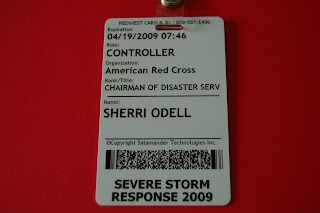 MIDWEST CARD & ID / 800-587-1490
Expiration:
04/19/2009 07:46
Role:
CONTROLLER
Organization:
American Red Cross
Rank/Title:
CHAIRMAN OF DISASTER SERV
Name:
SHERRI ODELL
©Copyright Salamander Technologies Inc.
SEVERE STORM
RESPONSE 2009